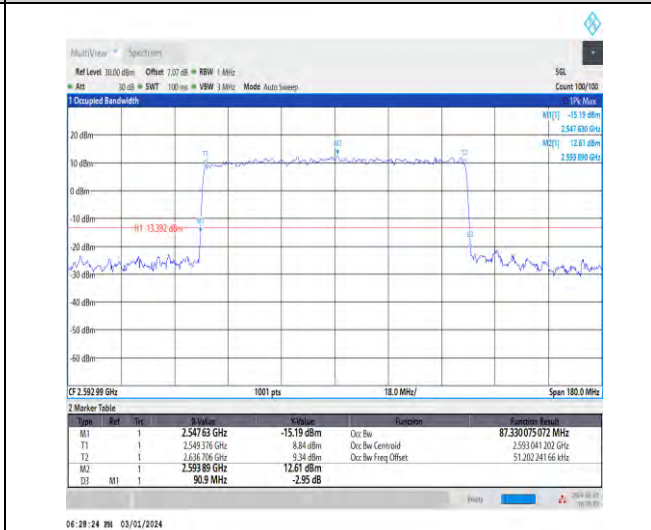 MultiView Spectrum
Ref Level 30.00 dBm Offset 7.07 dB RBW 1 MHz SGL
Att 30 dB SWT 100 ms VBW 3 MHz Mode Auto Sweep Count 100/100
1 Occupied Bandwidth 1Pk Max
M1[1] -15.19 dBm
2.547 630 GHz
20 dBm M2[1] 12.61 dBm
2.593 890 GHz
M2
T1 T2
10 dBm
0 dBm
-10 dBm
M1
H1 -13.392 dBm
D3
-20 dBm
-30 dBm
-40 dBm
-50 dBm
-60 dBm
CF 2.592 99 GHz 1001 pts 18.0 MHz/ Span 180.0 MHz
2 Marker Table
Type Ref Trc X-Value Y-Value Function Function Result
M1 1 2.547 63 GHz -15.19 dBm Occ Bw 87.330 075 072 MHz
T1 1 2.549 376 GHz 8.84 dBm Occ Bw Centroid 2.593 041 202 GHz
T2 1 2.636 706 GHz 9.34 dBm Occ Bw Freq Offset 51.202 241 66 kHz
M2 1 2.593 89 GHz 12.61 dBm
D3 M1 1 90.9 MHz -2.95 dB
06:28:24 PM 03/01/2024